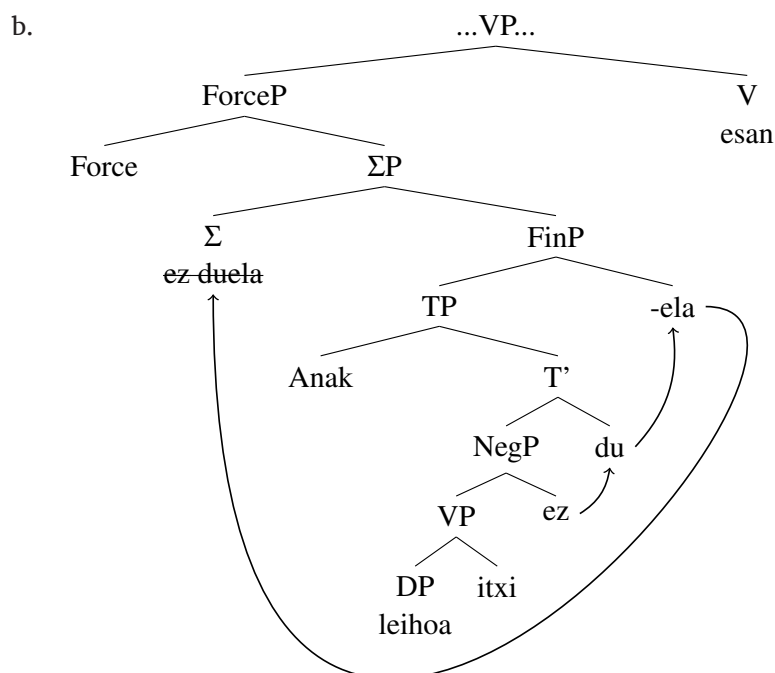 b.
...VP...
ForceP V
esan
Force ΣP
Σ FinP
ez duela
TP -ela
Anak T’
NegP du
VP ez
DP itxi
leihoa